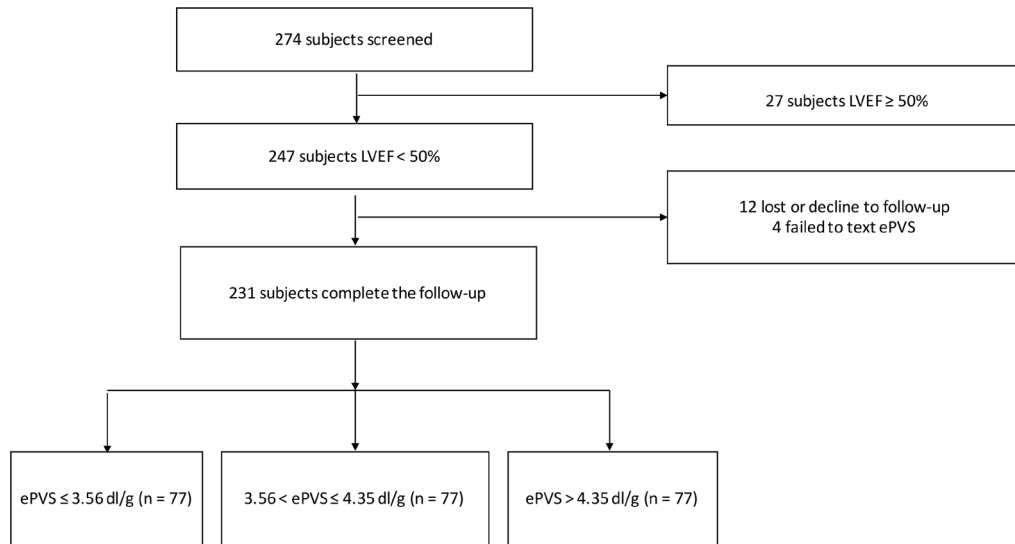 274 subjects screened
27 subjects LVEF ≥ 50%
247 subjects LVEF < 50%
12 lost or decline to follow-up
4 failed to text ePVS
231 subjects complete the follow-up
ePVS ≤ 3.56 dl/g (n = 77)
3.56 < ePVS ≤ 4.35 dl/g (n = 77)
ePVS > 4.35 dl/g (n = 77)